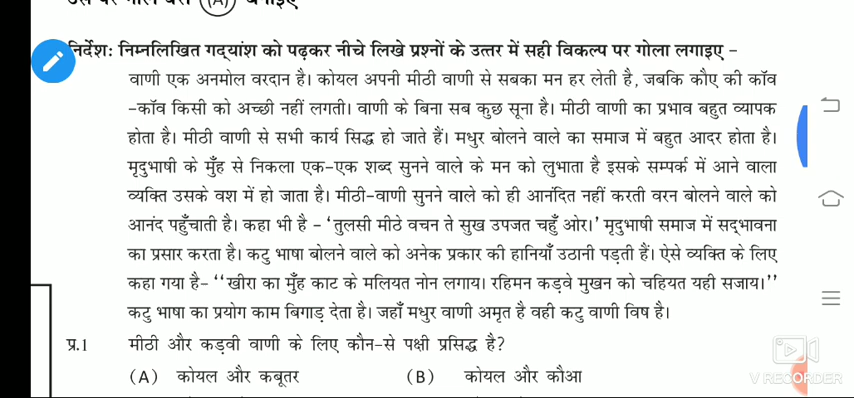 (A)
निर्देश: निम्नलिखित गद्यांश को पढ़कर नीचे लिखे प्रश्नों के उत्तर में सही विकल्प पर गोला लगाइए –
वाणी एक अनमोल वरदान है। कोयल अपनी मीठी वाणी से सबका मन हर लेती है, जबकि कौए की कॉव
-कॉव किसी को अच्छी नहीं लगती। वाणी के बिना सब कुछ सूना है। मीठी वाणी का प्रभाव बहुत व्यापक
होता है। मीठी वाणी से सभी कार्य सिद्ध हो जाते हैं। मधुर बोलने वाले का समाज में बहुत आदर होता है।
मृदुभाषी के मुँह से निकला एक-एक शब्द सुनने वाले के मन को लुभाता है इसके सम्पर्क में आने वाला
व्यक्ति उसके वश में हो जाता है। मीठी-वाणी सुनने वाले को ही आनंदित नहीं करती वरन बोलने वाले को
आनंद पहुँचाती है। कहा भी है – 'तुलसी मीठे वचन ते सुख उपजत चहुँ ओर।' मृदुभाषी समाज में सद्भावना
का प्रसार करता है। कटु भाषा बोलने वाले को अनेक प्रकार की हानियाँ उठानी पड़ती हैं। ऐसे व्यक्ति के लिए
कहा गया है– ''खीरा का मुँह काट के मलियत नोन लगाय। रहिमन कड़वे मुखन को चहियत यही सजाय।''
कटु भाषा का प्रयोग काम बिगाड़ देता है। जहाँ मधुर वाणी अमृत है वही कटु वाणी विष है।
प्र.1 मीठी और कड़वी वाणी के लिए कौन-से पक्षी प्रसिद्ध है?
(A) कोयल और कबूतर (B) कोयल और कौआ
V RECORDER